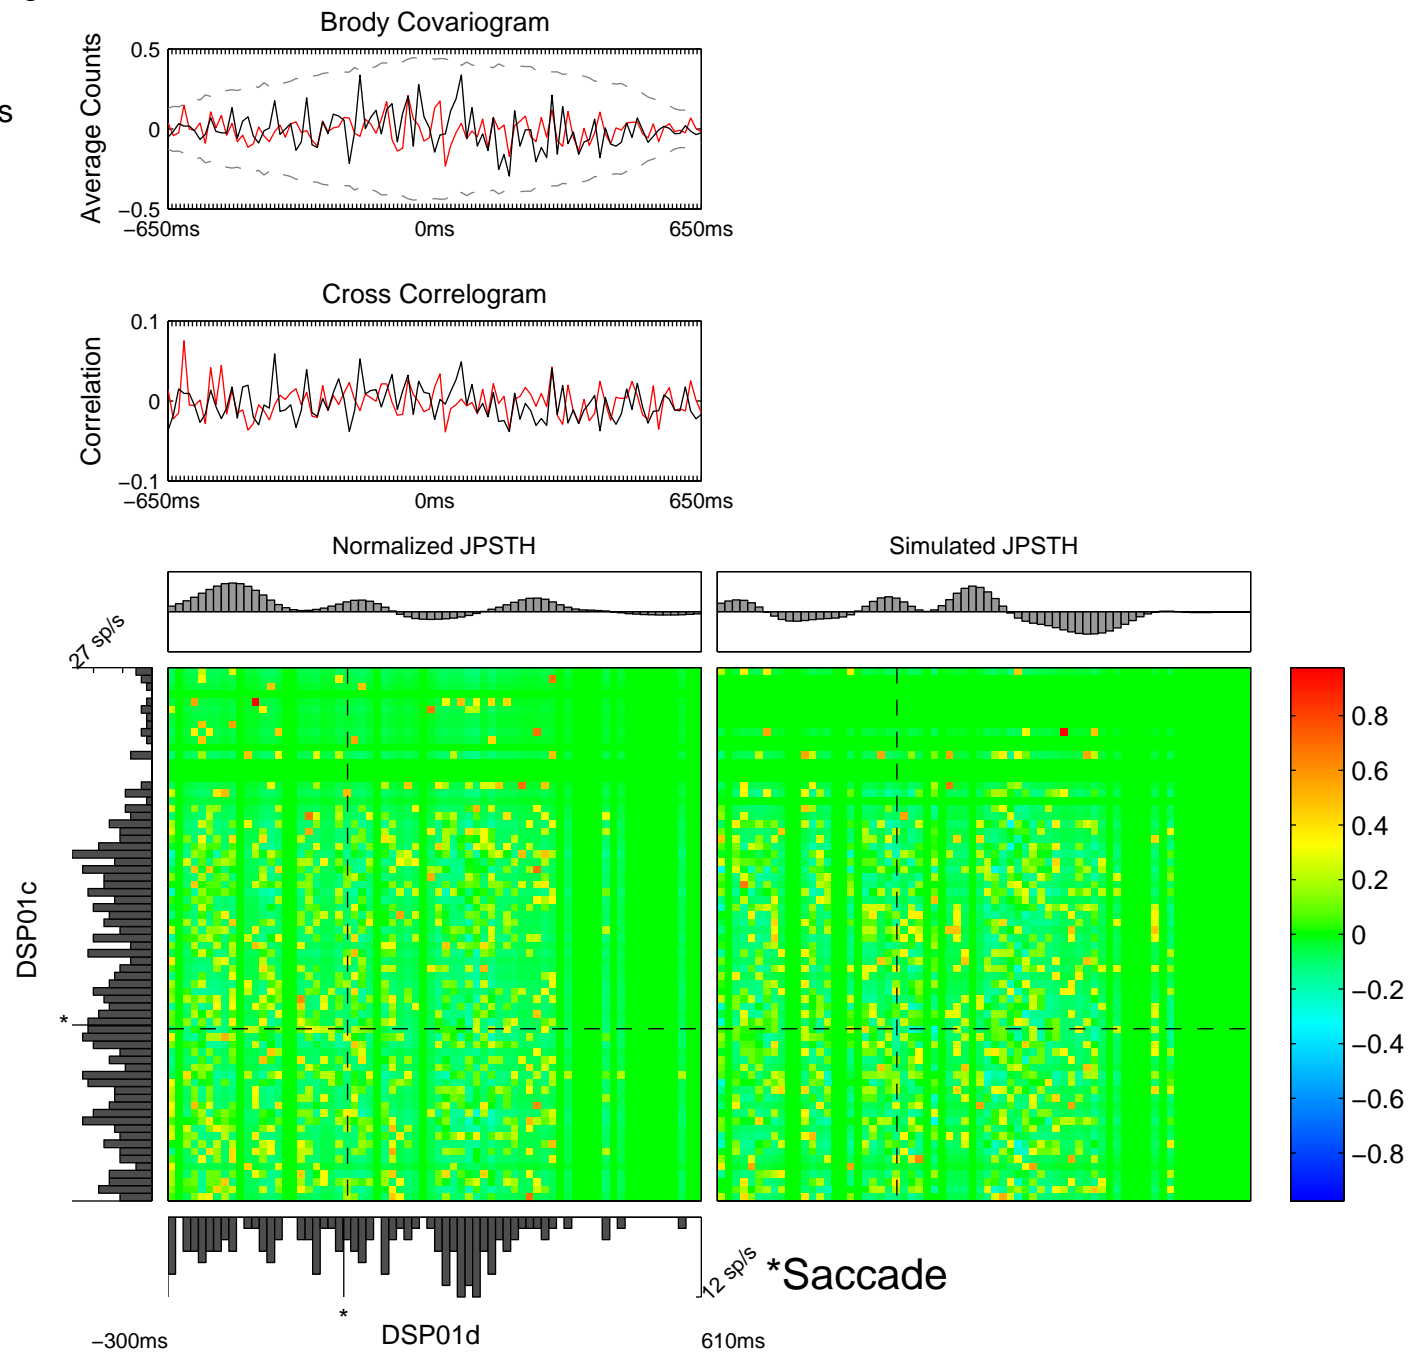 Brody Covariogram
Average Counts
0.5
0
−0.5
−650ms
0ms
650ms
s
Cross Correlogram
Correlation
0.1
0
−0.1
−650ms
0ms
650ms
Normalized JPSTH
Simulated JPSTH
27 sp/s
DSP01c
*
0.8
0.6
0.4
0.2
0
−0.2
−0.4
−0.6
−0.8
12 sp/s
*Saccade
*
DSP01d
−300ms
610ms